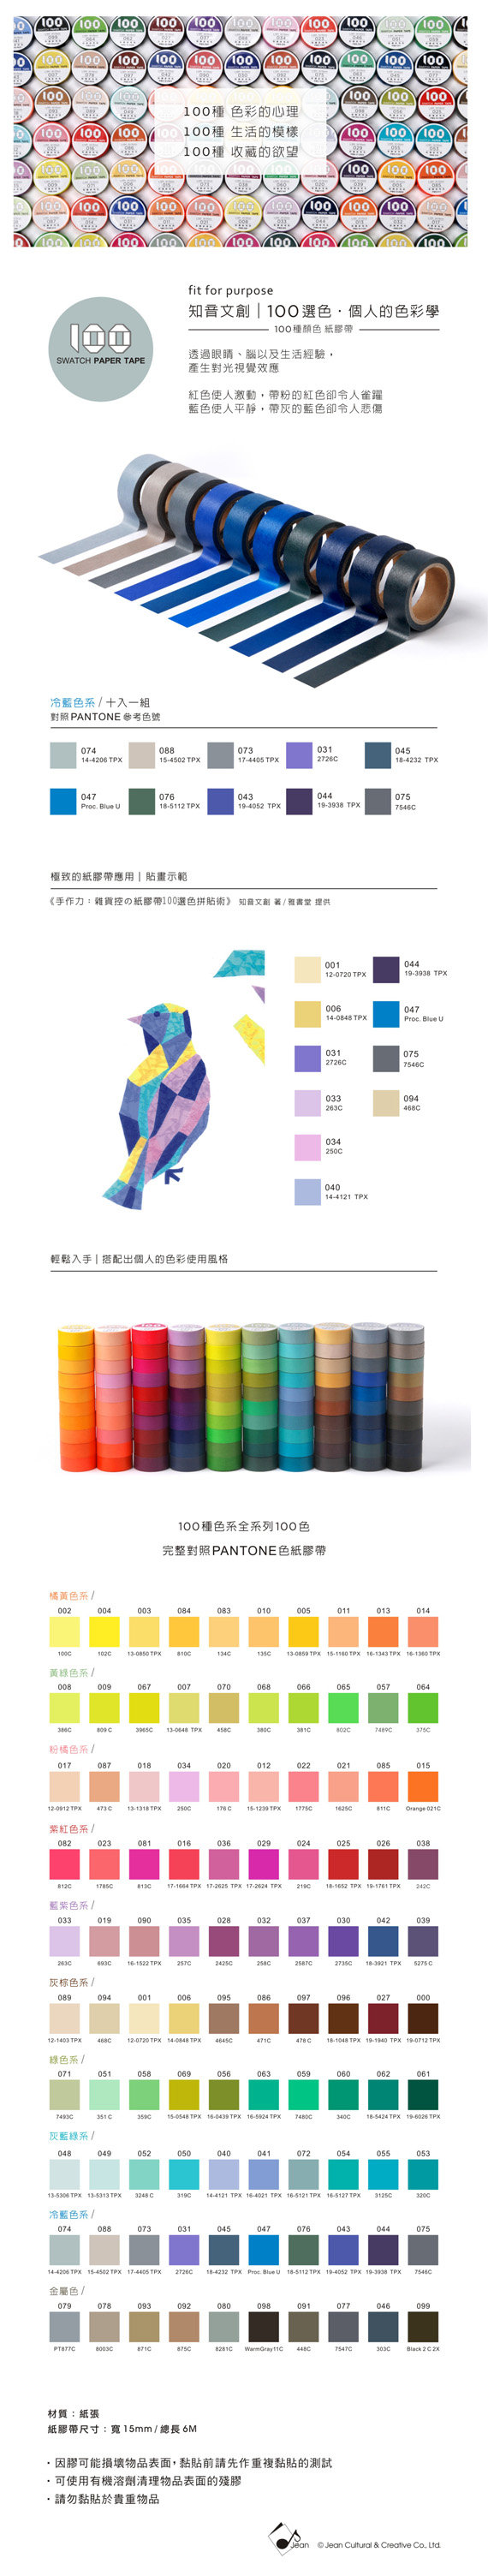 100種 色彩的心理
100種 生活的模樣
100種 收藏的欲望
fit for purpose
知音文創｜100選色・個人的色彩學
100種顏色 紙膠帶
100
SWATCH PAPER TAPE
透過眼睛、腦以及生活經驗，
產生對光視覺效應
紅色使人激動，帶粉的紅色卻令人雀躍
藍色使人平靜，帶灰的藍色卻令人悲傷
冷藍色系 / 十入一組
對照PANTONE 參考色號
074 088 073 031 045
14-4206 TPX 15-4502 TPX 17-4405 TPX 2726C 18-4232 TPX
047 076 043 044 075
Proc. Blue U 18-5112 TPX 19-4052 TPX 19-3938 TPX 7546C
極致的紙膠帶應用｜貼畫示範
《手作力：雜貨控の紙膠帶100選色拼貼術》 知音文創 著/雅書堂 提供
001 044
12-0720 TPX 19-3938 TPX
006 047
14-0848 TPX Proc. Blue U
031 075
2726C 7546C
033 094
263C 468C
034
250C
040
14-4121 TPX
輕鬆入手｜搭配出個人的色彩使用風格
100種色系全系列100色
完整對照PANTONE色紙膠帶
橘黃色系 /
002 004 003 084 083 010 005 011 013 014
100C 102C 13-0850 TPX 810C 134C 135C 13-0859 TPX 15-1160 TPX 16-1343 TPX 16-1360 TPX
黃綠色系 /
008 009 067 007 070 068 066 065 057 064
386C 809 C 3965C 13-0648 TPX 458C 380C 381C 802C 7489C 375C
粉橘色系 /
017 087 018 034 020 012 022 021 085 015
12-0912 TPX 473 C 13-1318 TPX 250C 176 C 15-1239 TPX 1775C 1625C 811C Orange 021C
紫紅色系 /
082 023 081 016 036 029 024 025 026 038
812C 1785C 813C 17-1664 TPX 17-2625 TPX 17-2624 TPX 219C 18-1652 TPX 19-1761 TPX 242C
藍紫色系 /
033 019 090 035 028 032 037 030 042 039
263C 693C 16-1522 TPX 257C 2425C 258C 2587C 2735C 18-3921 TPX 5275 C
灰棕色系 /
089 094 001 006 095 086 097 096 027 000
12-1403 TPX 468C 12-0720 TPX 14-0848 TPX 4645C 471C 478 C 18-1048 TPX 19-1940 TPX 19-0712 TPX
綠色系 /
071 051 058 069 056 063 059 060 062 061
7493C 351 C 359C 15-0548 TPX 16-0439 TPX 16-5924 TPX 7480C 340C 18-5424 TPX 19-6026 TPX
灰藍綠系 /
048 049 052 050 040 041 072 054 055 053
13-5306 TPX 13-5313 TPX 3248 C 319C 14-4121 TPX 16-4021 TPX 16-5121 TPX 16-5127 TPX 3125C 320C
冷藍色系 /
074 088 073 031 045 047 076 043 044 075
14-4206 TPX 15-4502 TPX 17-4405 TPX 2726C 18-4232 TPX Proc. Blue U 18-5112 TPX 19-4052 TPX 19-3938 TPX 7546C
金屬色 /
079 078 093 092 080 098 091 077 046 099
PT877C 8003C 871C 875C 8281C WarmGray11C 448C 7547C 303C Black 2 C 2X
材質：紙張
紙膠帶尺寸：寬15mm / 總長6M
・因膠可能損壞物品表面，黏貼前請先作重複黏貼的測試
・可使用有機溶劑清理物品表面的殘膠
・請勿黏貼於貴重物品
Jean © Jean Cultural & Creative Co., Ltd.